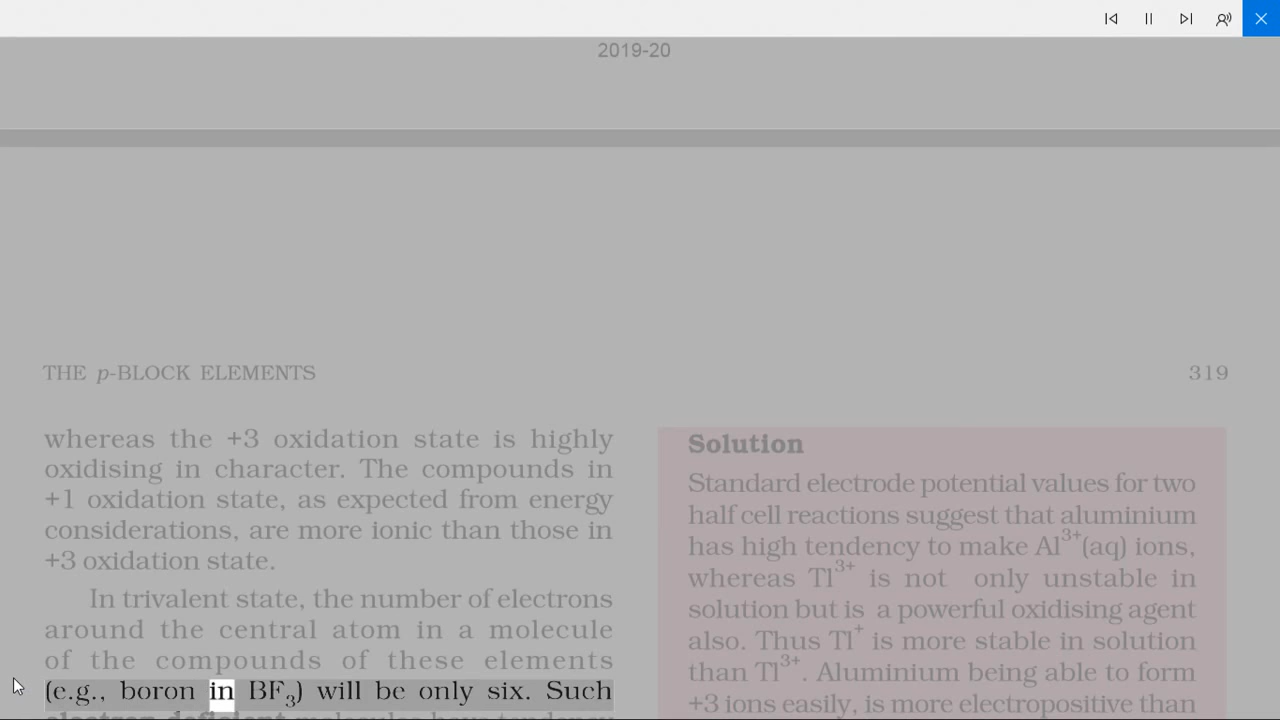 2019-20
THE p-BLOCK ELEMENTS 319
whereas the +3 oxidation state is highly
oxidising in character. The compounds in
+1 oxidation state, as expected from energy
considerations, are more ionic than those in
+3 oxidation state.
In trivalent state, the number of electrons
around the central atom in a molecule
of the compounds of these elements
(e.g., boron in BF₃) will be only six. Such
electron deficient molecules have tendency
Solution
Standard electrode potential values for two
half cell reactions suggest that aluminium
has high tendency to make Al³⁺(aq) ions,
whereas Tl³⁺ is not only unstable in
solution but is a powerful oxidising agent
also. Thus Tl⁺ is more stable in solution
than Tl³⁺. Aluminium being able to form
+3 ions easily, is more electropositive than